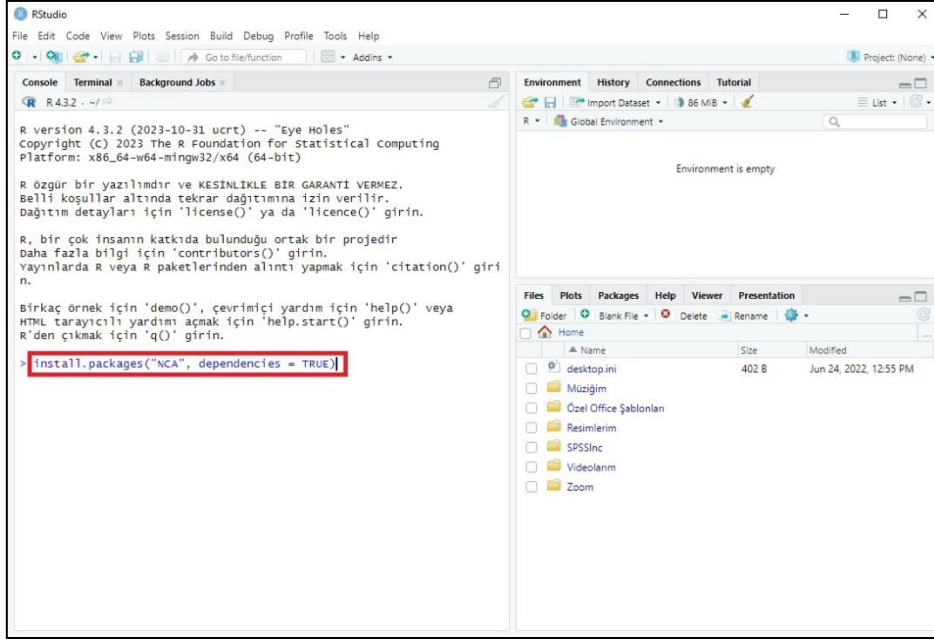 RStudio
File Edit Code View Plots Session Build Debug Profile Tools Help
Go to file/function Addins Project: (None)
Console Terminal Background Jobs
R 4.3.2 · ~/
R version 4.3.2 (2023-10-31 ucrt) -- "Eye Holes"
Copyright (C) 2023 The R Foundation for Statistical Computing
Platform: x86_64-w64-mingw32/x64 (64-bit)
R özgür bir yazılımdır ve KESİNLİKLE BİR GARANTİ VERMEZ.
Belli koşullar altında tekrar dağıtımına izin verilir.
Dağıtım detayları için 'license()' ya da 'licence()' girin.
R, bir çok insanın katkıda bulunduğu ortak bir projedir
Daha fazla bilgi için 'contributors()' girin.
Yayınlarda R veya R paketlerinden alıntı yapmak için 'citation()' giri
n.
Birkaç örnek için 'demo()', çevrimiçi yardım için 'help()' veya
HTML tarayıcılı yardımı açmak için 'help.start()' girin.
R'den çıkmak için 'q()' girin.
> install.packages("NCA", dependencies = TRUE)
Environment History Connections Tutorial
Import Dataset 86 MiB List
R Global Environment
Environment is empty
Files Plots Packages Help Viewer Presentation
Folder Blank File Delete Rename
Home
Name Size Modified
desktop.ini 402 B Jun 24, 2022, 12:55 PM
Müziğim
Özel Office Şablonları
Resimlerim
SPSSInc
Videolarım
Zoom